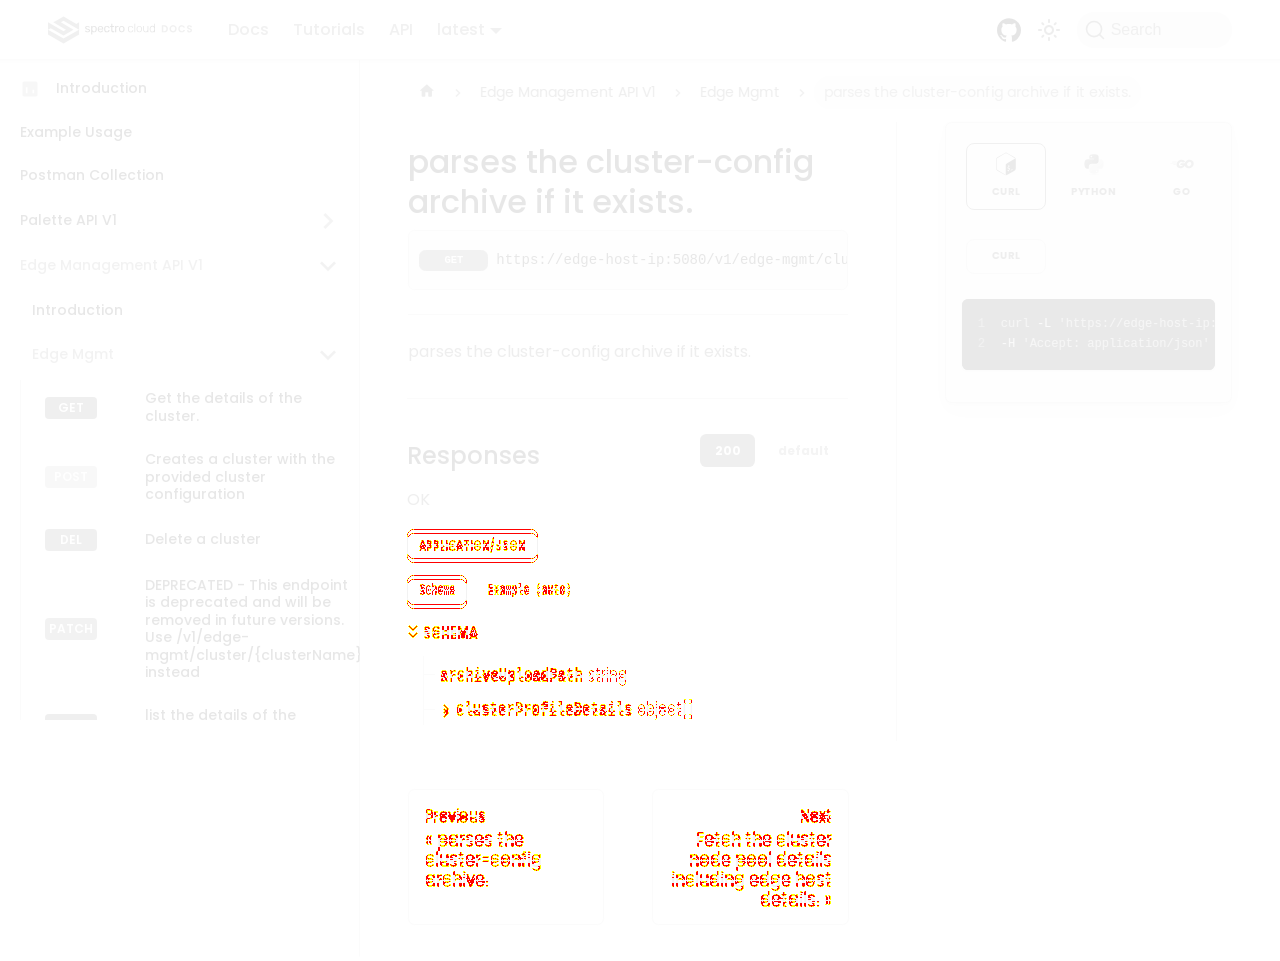 spectro cloud DOCS Docs Tutorials API latest Search
Introduction
Example Usage
Postman Collection
Palette API V1
Edge Management API V1
Introduction
Edge Mgmt
GET Get the details of the
cluster.
POST Creates a cluster with the
provided cluster
configuration
DEL Delete a cluster
PATCH DEPRECATED - This endpoint
is deprecated and will be
removed in future versions.
Use /v1/edge-
mgmt/cluster/{clusterName}
instead
list the details of the
Edge Management API V1 Edge Mgmt parses the cluster-config archive if it exists.
parses the cluster-config
archive if it exists.
GET https://edge-host-ip:5080/v1/edge-mgmt/clu
parses the cluster-config archive if it exists.
Responses 200 default
OK
APPLICATION/JSON
Schema Example (auto)
SCHEMA
archiveUploadPath string
clusterProfileDetails object[]
Previous
« parses the
cluster-config
archive.
Next
Fetch the cluster
node pool details
including edge host
details. »
CURL PYTHON GO
CURL
1 curl -L 'https://edge-host-ip:
2 -H 'Accept: application/json'